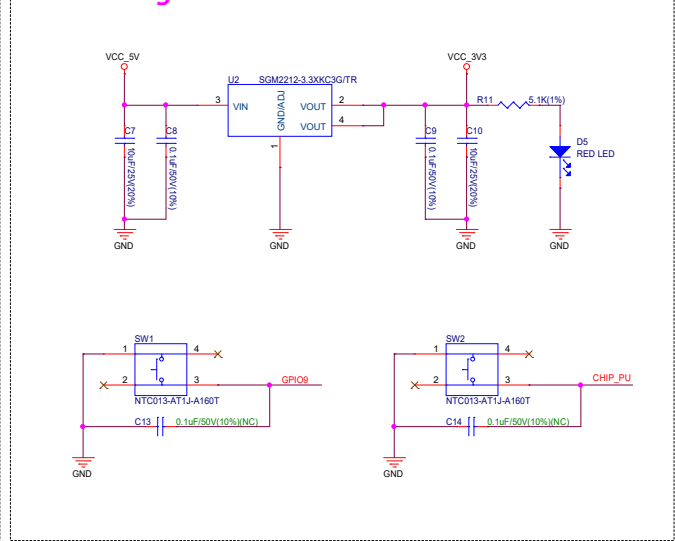 VCC_5V
VCC_3V3
U2 SGM2212-3.3XKC3G/TR
3 VIN GND/ADJ VOUT 2
VOUT 4
1
R11 5.1K(1%)
C7 10uF/25V(20%)
C8 0.1uF/50V(10%)
C9 0.1uF/50V(10%)
C10 10uF/25V(20%)
D5
RED LED
GND GND GND GND GND
SW1
1 4
2 3 GPIO9
NTC013-AT1J-A160T
C13 0.1uF/50V(10%)(NC)
GND
SW2
1 4
2 3 CHIP_PU
NTC013-AT1J-A160T
C14 0.1uF/50V(10%)(NC)
GND